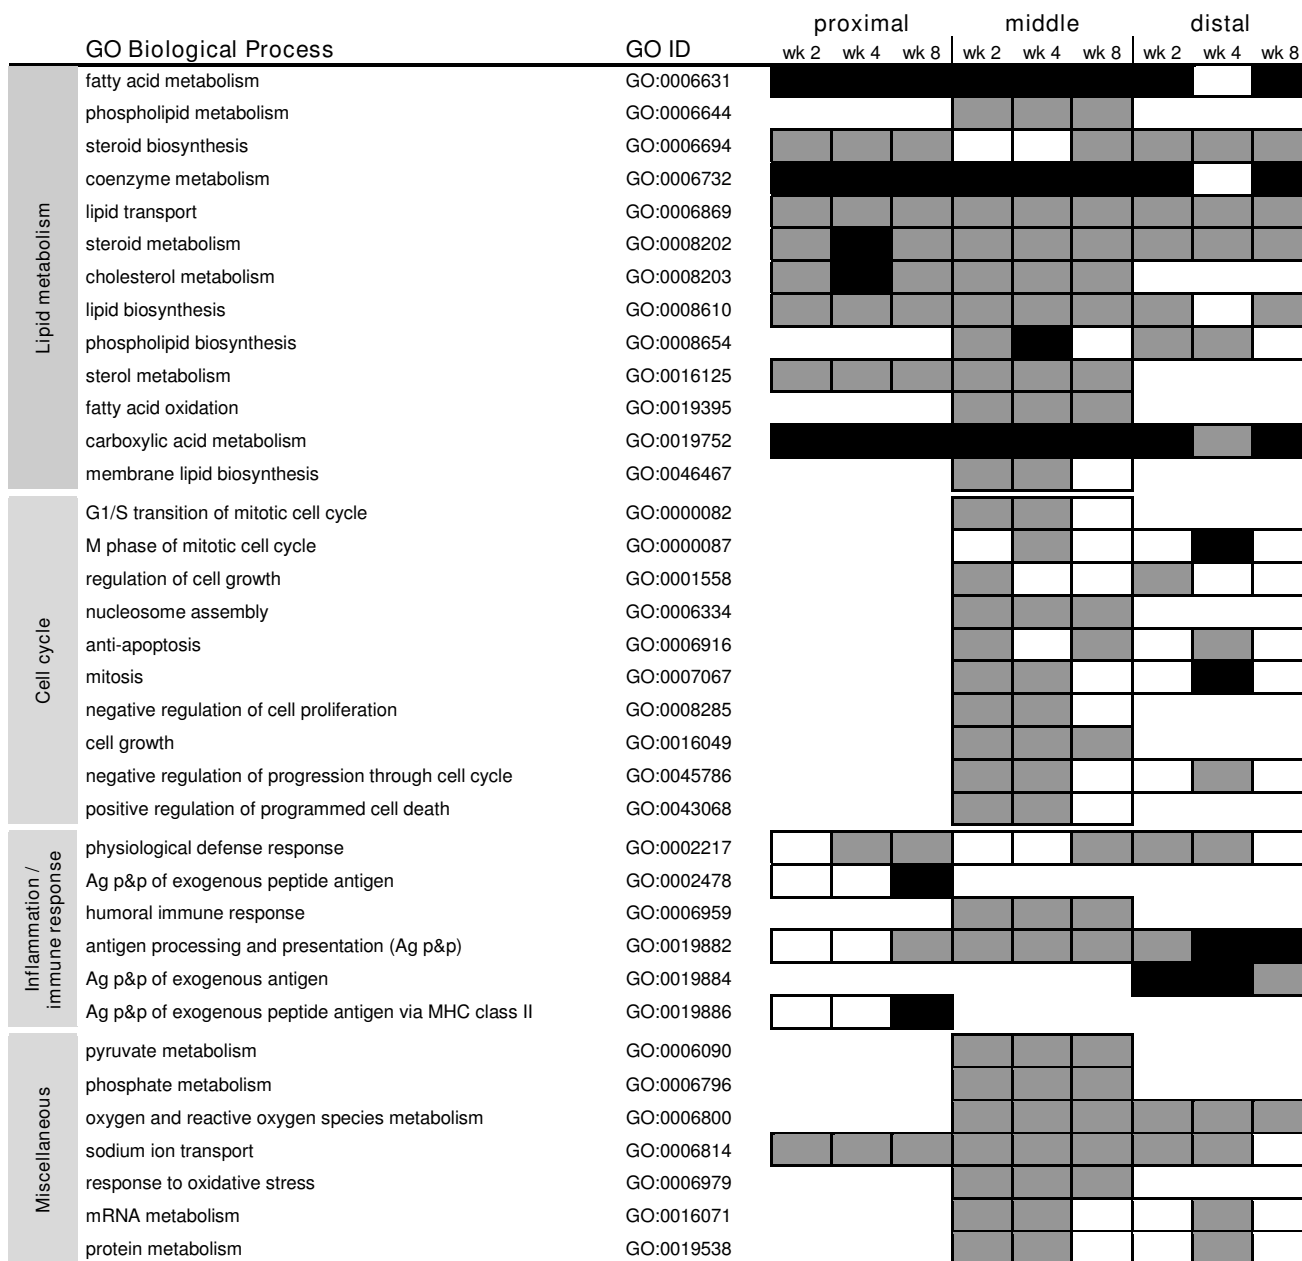 proximal middle distal
GO Biological Process GO ID wk 2 wk 4 wk 8 wk 2 wk 4 wk 8 wk 2 wk 4 wk 8
Lipid metabolism
fatty acid metabolism GO:0006631
phospholipid metabolism GO:0006644
steroid biosynthesis GO:0006694
coenzyme metabolism GO:0006732
lipid transport GO:0006869
steroid metabolism GO:0008202
cholesterol metabolism GO:0008203
lipid biosynthesis GO:0008610
phospholipid biosynthesis GO:0008654
sterol metabolism GO:0016125
fatty acid oxidation GO:0019395
carboxylic acid metabolism GO:0019752
membrane lipid biosynthesis GO:0046467
Cell cycle
G1/S transition of mitotic cell cycle GO:0000082
M phase of mitotic cell cycle GO:0000087
regulation of cell growth GO:0001558
nucleosome assembly GO:0006334
anti-apoptosis GO:0006916
mitosis GO:0007067
negative regulation of cell proliferation GO:0008285
cell growth GO:0016049
negative regulation of progression through cell cycle GO:0045786
positive regulation of programmed cell death GO:0043068
Inflammation /
immune response
physiological defense response GO:0002217
Ag p&p of exogenous peptide antigen GO:0002478
humoral immune response GO:0006959
antigen processing and presentation (Ag p&p) GO:0019882
Ag p&p of exogenous antigen GO:0019884
Ag p&p of exogenous peptide antigen via MHC class II GO:0019886
Miscellaneous
pyruvate metabolism GO:0006090
phosphate metabolism GO:0006796
oxygen and reactive oxygen species metabolism GO:0006800
sodium ion transport GO:0006814
response to oxidative stress GO:0006979
mRNA metabolism GO:0016071
protein metabolism GO:0019538